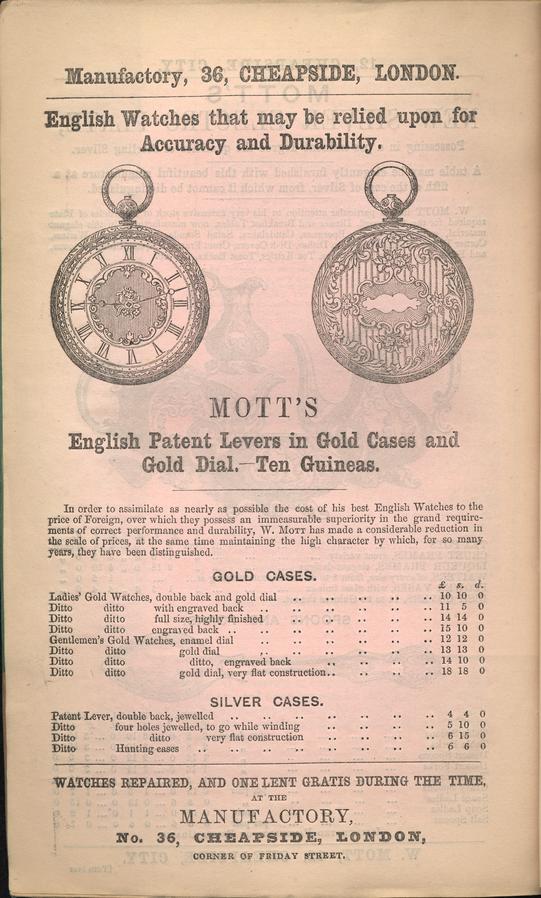 Manufactory, 36, CHEAPSIDE, LONDON.
English Watches that may be relied upon for
Accuracy and Durability.
MOTT'S
English Patent Levers in Gold Cases and
Gold Dial.—Ten Guineas.
In order to assimilate as nearly as possible the cost of his best English Watches to the
price of Foreign, over which they possess an immeasurable superiority in the grand require-
ments of correct performance and durability, W. MOTT has made a considerable reduction in
the scale of prices, at the same time maintaining the high character by which, for so many
years, they have been distinguished.
GOLD CASES.
£ s. d.
Ladies' Gold Watches, double back and gold dial .. .. .. .. .. 10 10 0
Ditto ditto with engraved back .. .. .. .. .. 11 5 0
Ditto ditto full size, highly finished .. .. .. .. .. 14 14 0
Ditto ditto engraved back .. .. .. .. .. .. 15 10 0
Gentlemen's Gold Watches, enamel dial .. .. .. .. .. 12 12 0
Ditto ditto gold dial .. .. .. .. .. 13 13 0
Ditto ditto ditto, engraved back .. .. .. .. 14 10 0
Ditto ditto gold dial, very flat construction.. .. .. .. 18 18 0
SILVER CASES.
Patent Lever, double back, jewelled .. .. .. .. .. .. .. 4 4 0
Ditto four holes jewelled, to go while winding .. .. .. .. 5 10 0
Ditto ditto very flat construction .. .. .. .. 6 15 0
Ditto Hunting cases .. .. .. .. .. .. .. 6 6 0
WATCHES REPAIRED, AND ONE LENT GRATIS DURING THE TIME,
AT THE
MANUFACTORY,
No. 36, CHEAPSIDE, LONDON,
CORNER OF FRIDAY STREET.